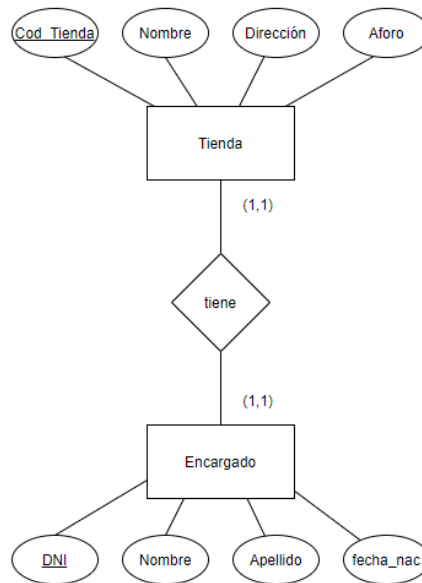 Cod_Tienda
Nombre
Dirección
Aforo
Tienda
(1,1)
tiene
(1,1)
Encargado
DNI
Nombre
Apellido
fecha_nac